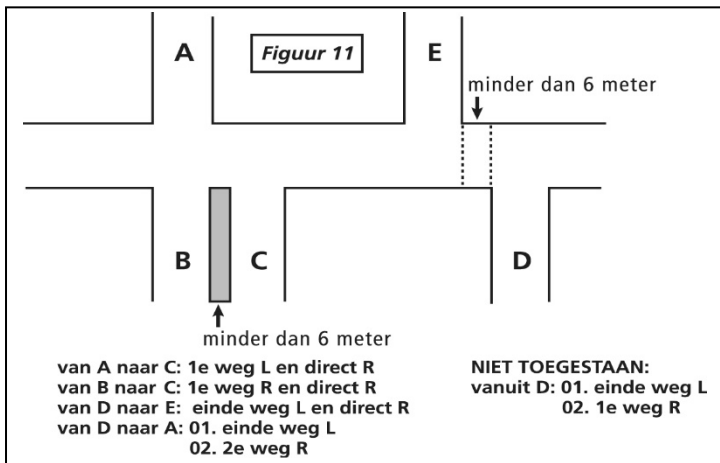 A
Figuur 11
E
minder dan 6 meter
B
C
D
minder dan 6 meter
van A naar C: 1e weg L en direct R
van B naar C: 1e weg R en direct R
van D naar E: einde weg L en direct R
van D naar A: 01. einde weg L
02. 2e weg R
NIET TOEGESTAAN:
vanuit D: 01. einde weg L
02. 1e weg R